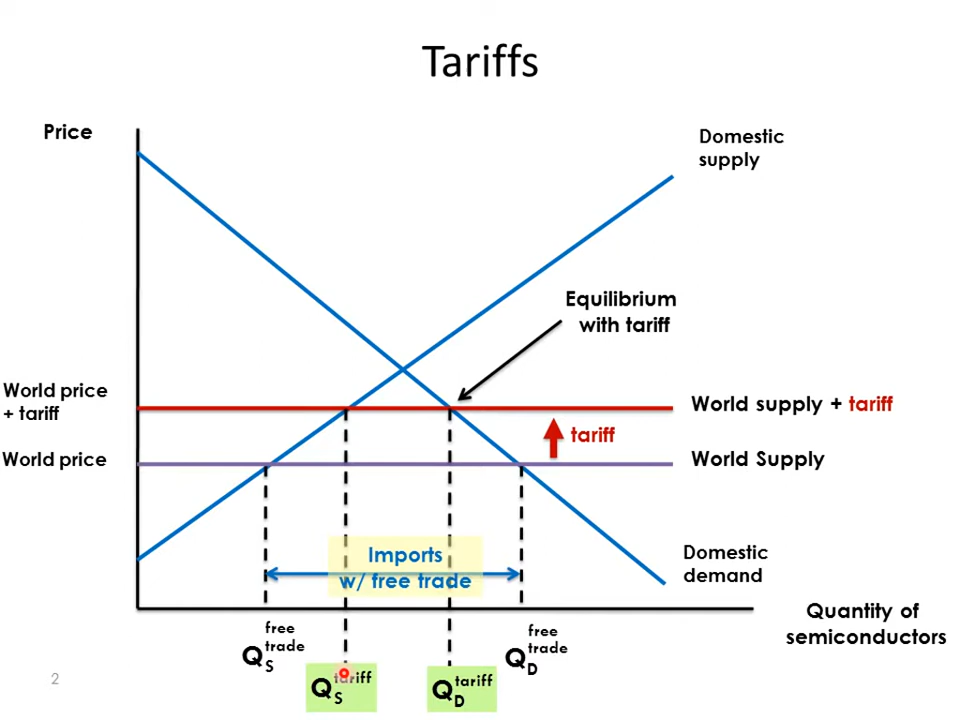 Tariffs
Price
Domestic
supply
Equilibrium
with tariff
World price
+ tariff
World supply + tariff
tariff
World price
World Supply
Imports
w/ free trade
Domestic
demand
Quantity of
semiconductors
Q S free trade
Q S tariff
Q D tariff
Q D free trade
2